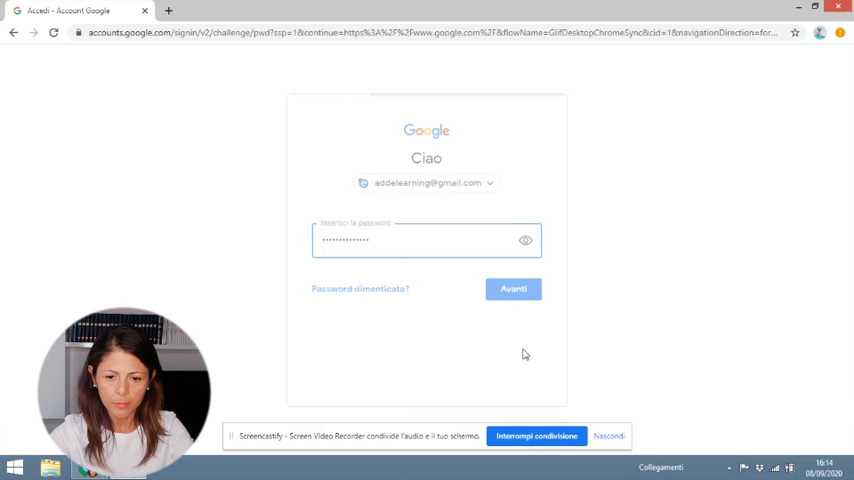 Accedi - Account Google
accounts.google.com/signin/v2/challenge/pwd?ssp=1&continue=https%3A%2F%2Fwww.google.com%2F&flowName=GlifDesktopChromeSync&cid=1&navigationDirection=for...
Google
Ciao
addelearning@gmail.com
Inserisci la password
Password dimenticata?
Avanti
Screencastify - Screen Video Recorder condivide l'audio e il tuo schermo.
Interrompi condivisione
Nascondi
Collegamenti
16:14
08/09/2020